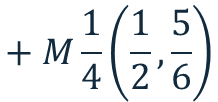 + M 1/4 (1/2, 5/6)